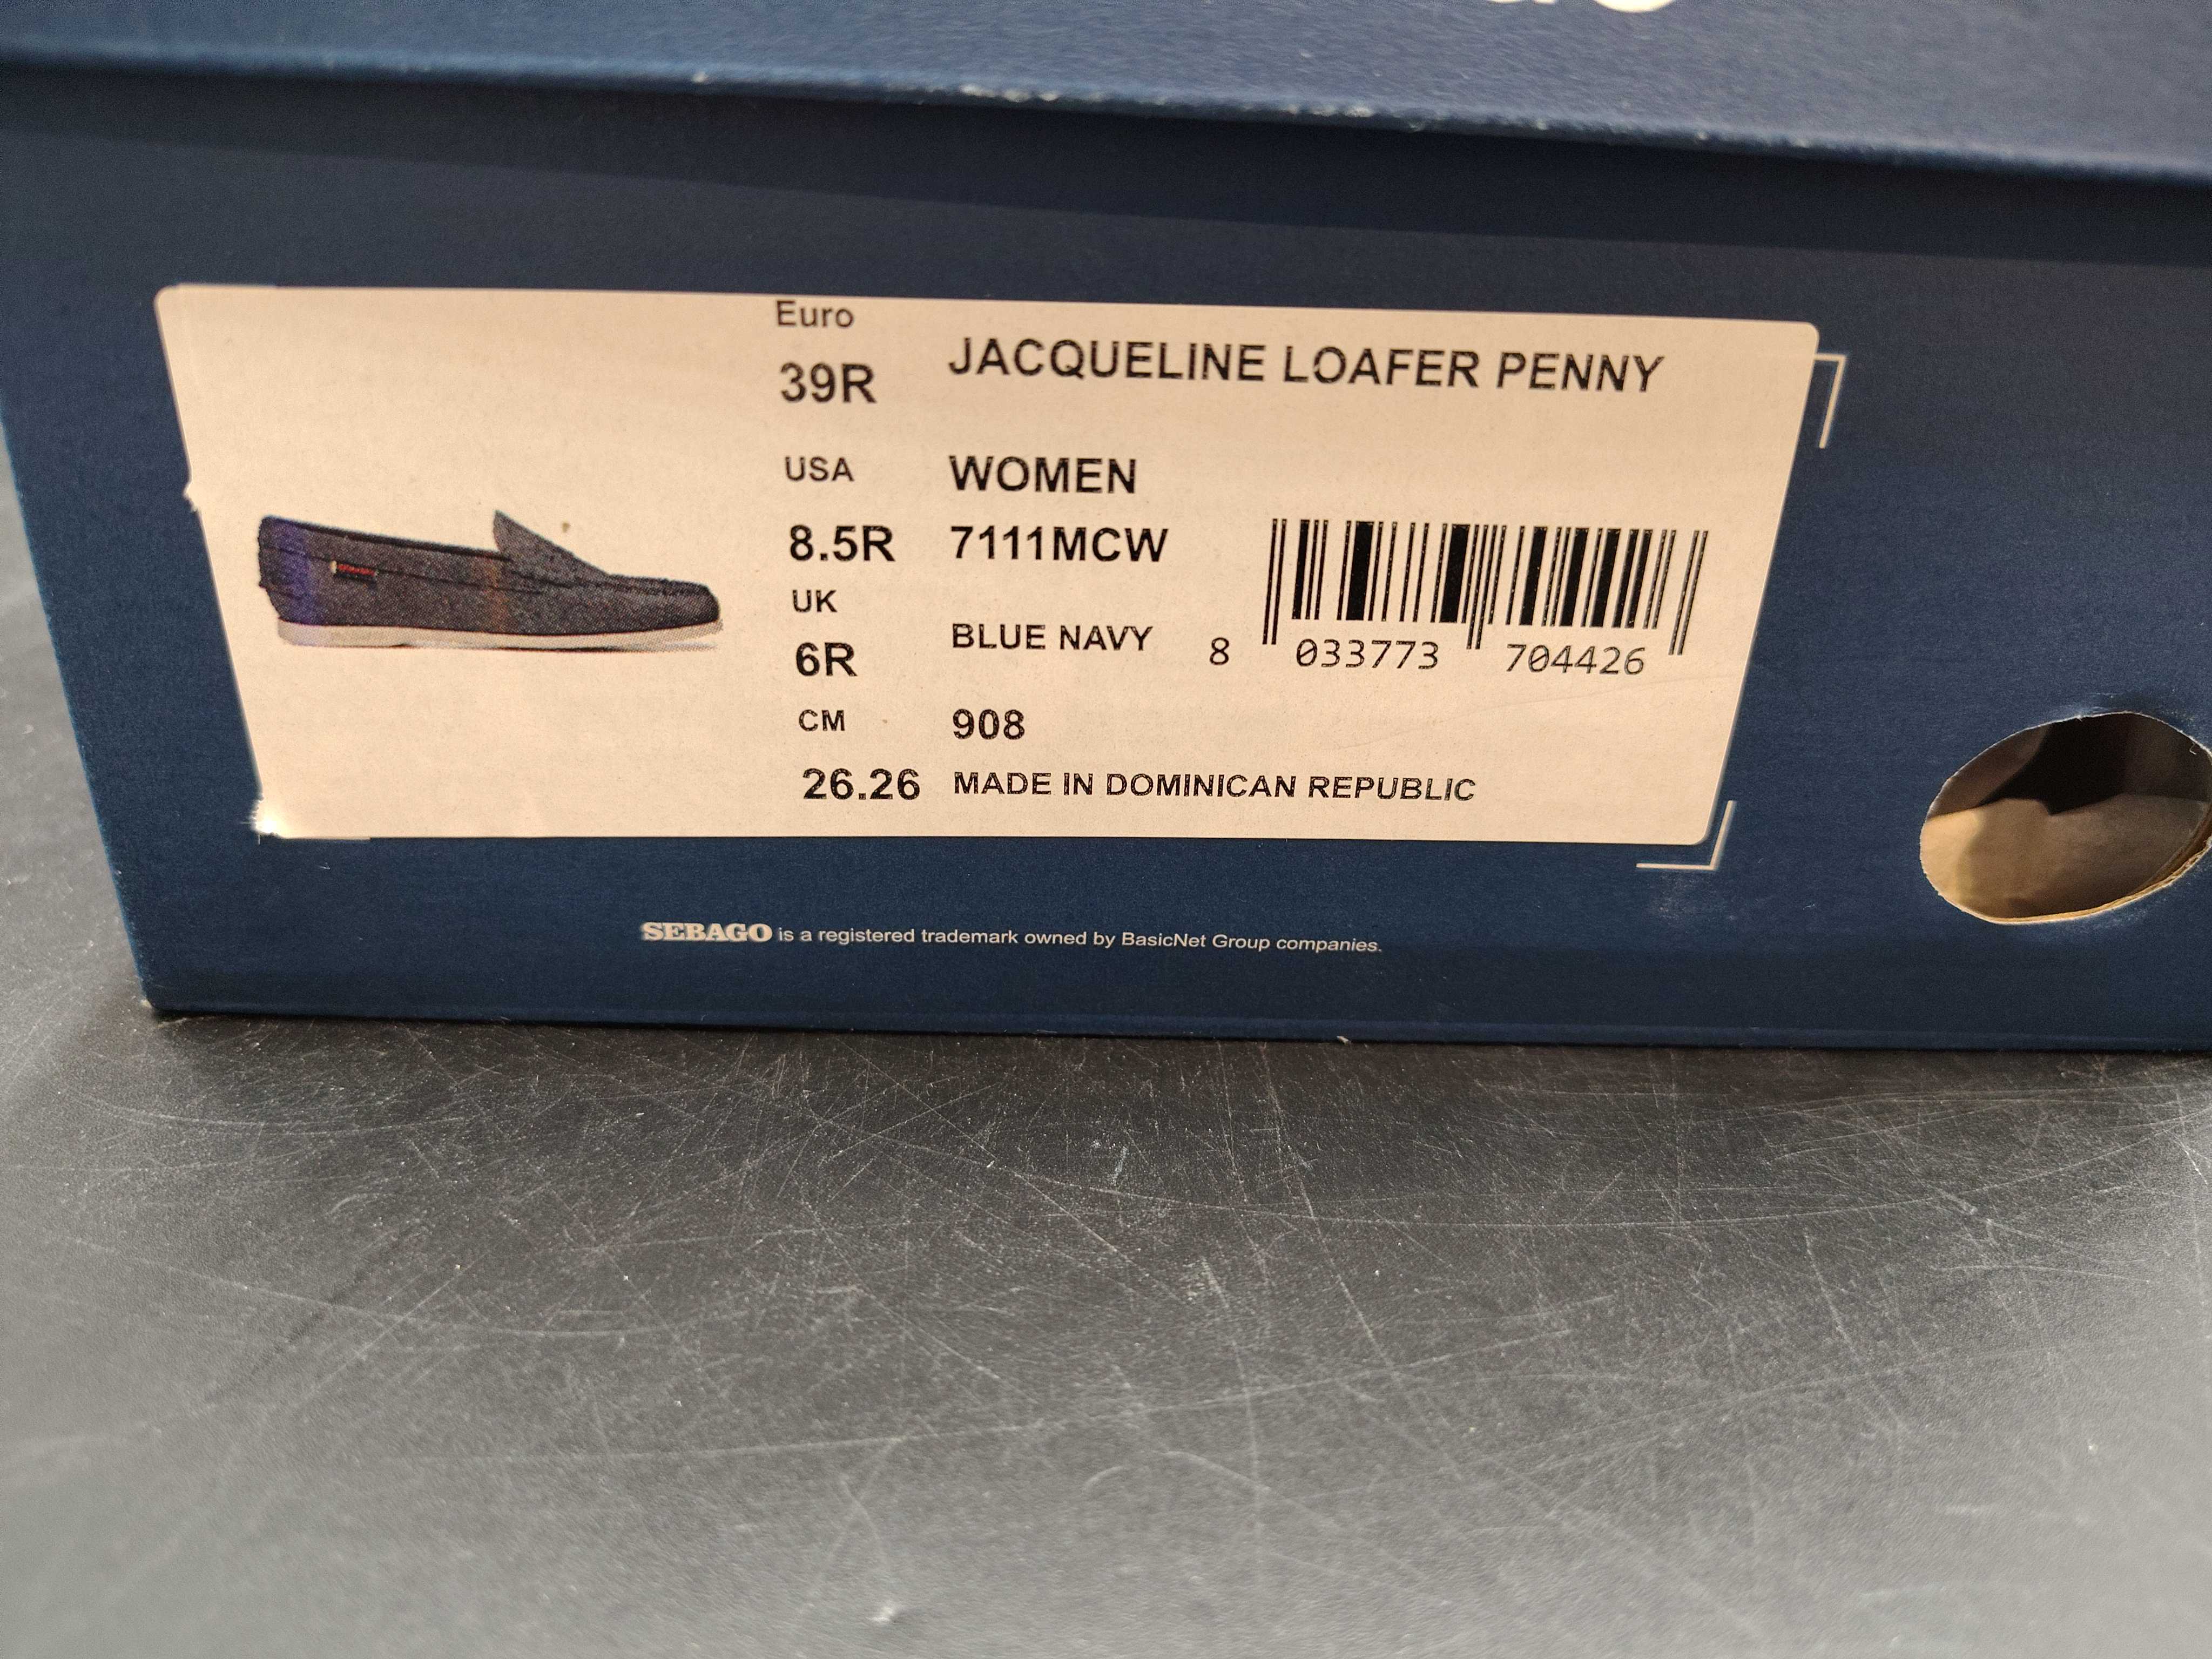 Euro
39R
JACQUELINE LOAFER PENNY
USA
WOMEN
8.5R
7111MCW
UK
BLUE NAVY
6R
8 033773 704426
CM
908
26.26
MADE IN DOMINICAN REPUBLIC
SEBAGO is a registered trademark owned by BasicNet Group companies.